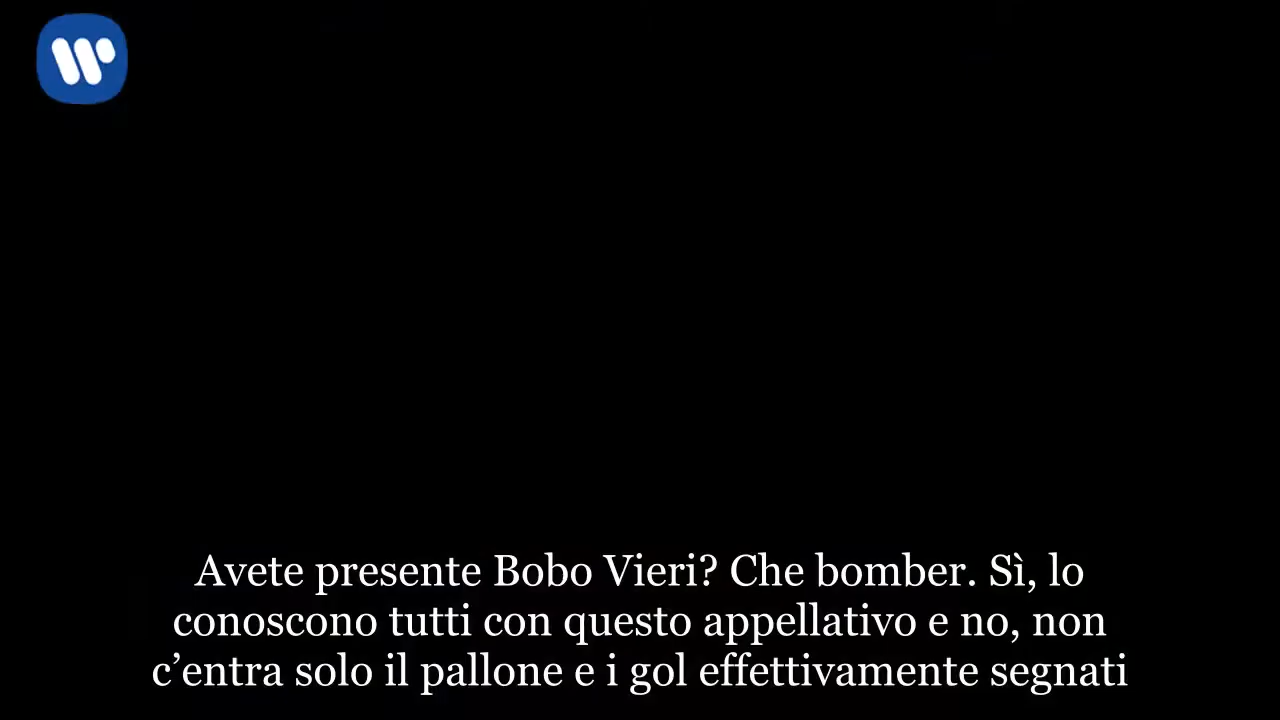 Avete presente Bobo Vieri? Che bomber. Sì, lo
conoscono tutti con questo appellativo e no, non
c’entra solo il pallone e i gol effettivamente segnati